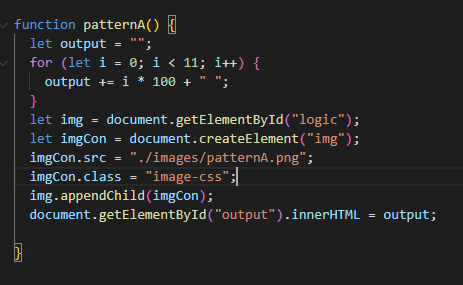 function patternA() {
let output = "";
for (let i = 0; i < 11; i++) {
output += i * 100 + " ";
}
let img = document.getElementById("logic");
let imgCon = document.createElement("img");
imgCon.src = "./images/patternA.png";
imgCon.class = "image-css";
img.appendChild(imgCon);
document.getElementById("output").innerHTML = output;
}